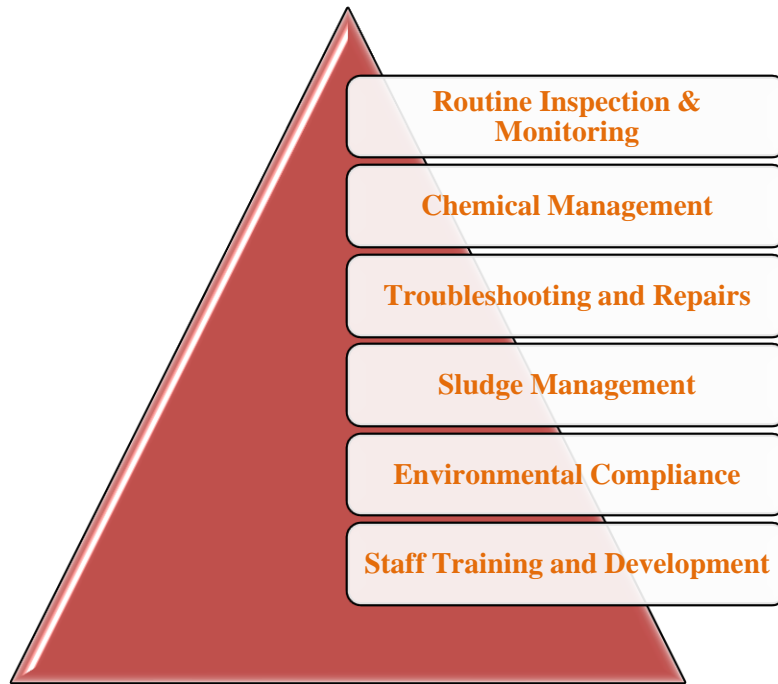 Routine Inspection &
Monitoring
Chemical Management
Troubleshooting and Repairs
Sludge Management
Environmental Compliance
Staff Training and Development